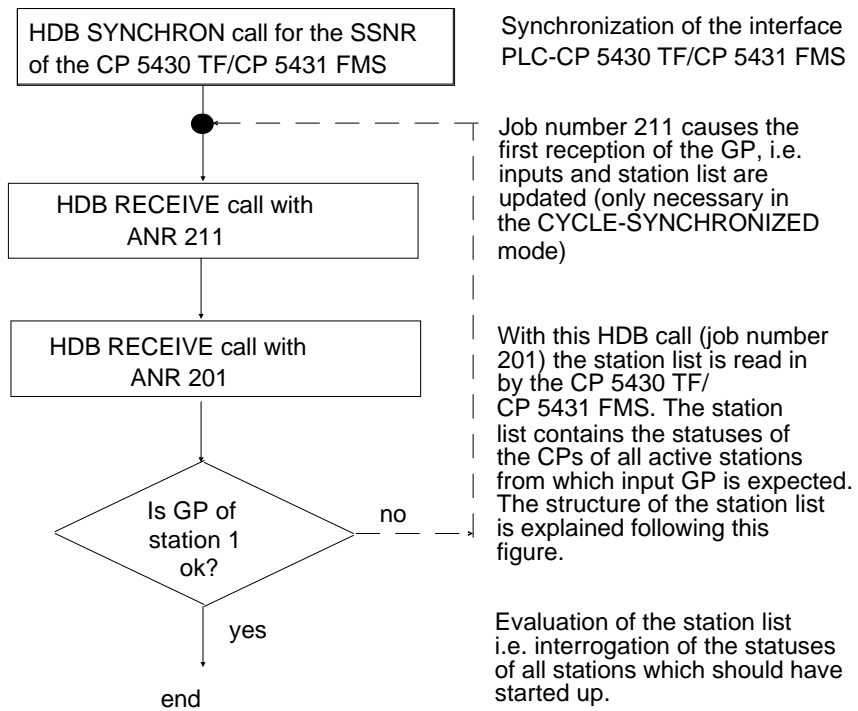 HDB SYNCHRON call for the SSNR
of the CP 5430 TF/CP 5431 FMS
Synchronization of the interface
PLC-CP 5430 TF/CP 5431 FMS
Job number 211 causes the
first reception of the GP, i.e.
inputs and station list are
updated (only necessary in
the CYCLE-SYNCHRONIZED
mode)
HDB RECEIVE call with
ANR 211
HDB RECEIVE call with
ANR 201
With this HDB call (job number
201) the station list is read in
by the CP 5430 TF/
CP 5431 FMS. The station
list contains the statuses of
the CPs of all active stations
from which input GP is expected.
The structure of the station list
is explained following this
figure.
Is GP of
station 1
ok?
no
yes
end
Evaluation of the station list
i.e. interrogation of the statuses
of all stations which should have
started up.